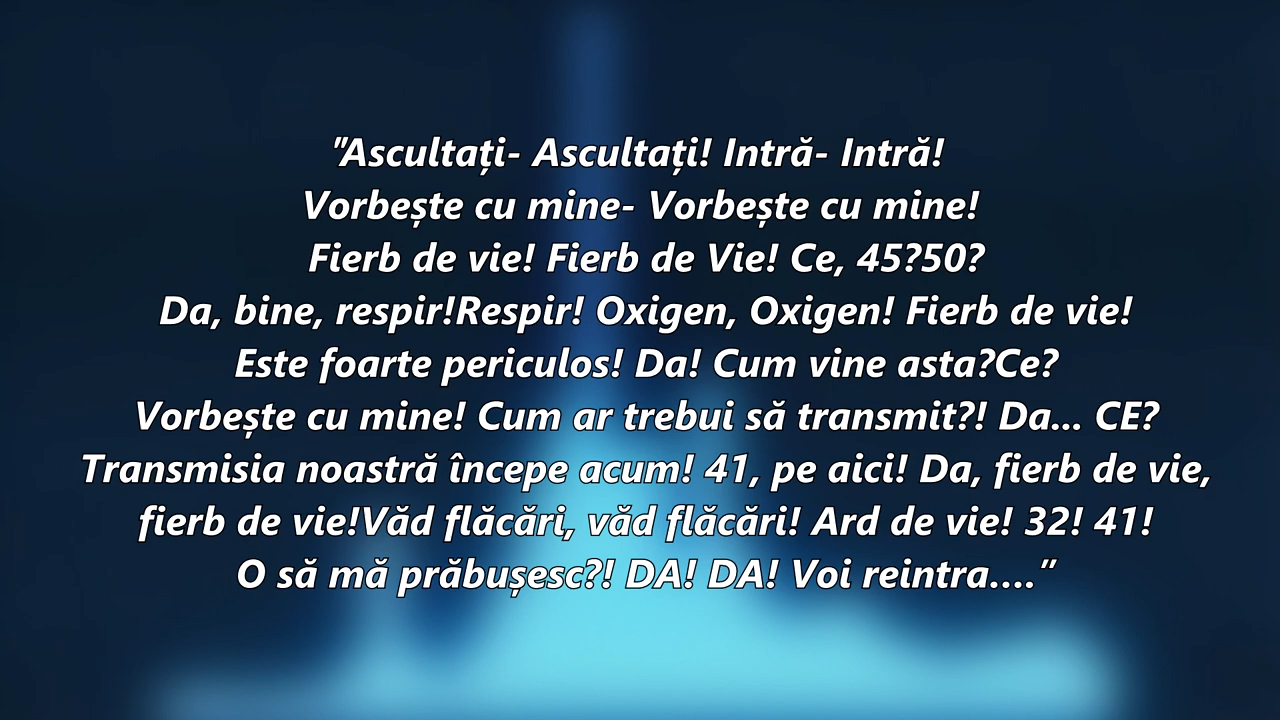 "Ascultați- Ascultați! Intră- Intră!
Vorbește cu mine- Vorbește cu mine!
Fierb de vie! Fierb de Vie! Ce, 45?50?
Da, bine, respir!Respir! Oxigen, Oxigen! Fierb de vie!
Este foarte periculos! Da! Cum vine asta?Ce?
Vorbește cu mine! Cum ar trebui să transmit?! Da... CE?
Transmisia noastră începe acum! 41, pe aici! Da, fierb de vie,
fierb de vie!Văd flăcări, văd flăcări! Ard de vie! 32! 41!
O să mă prăbușesc?! DA! DA! Voi reintra....”